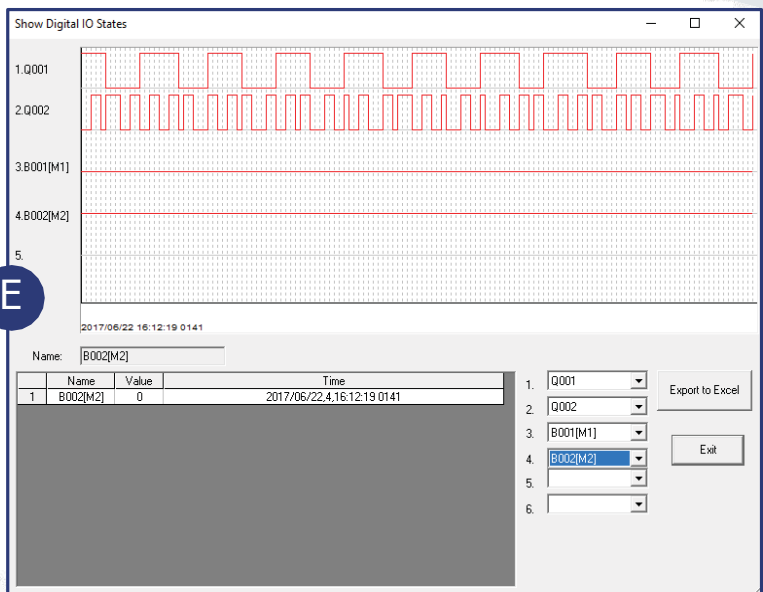 Show Digital IO States
1.Q001
2.Q002
3.B001[M1]
4.B002[M2]
5.
E
2017/06/22 16:12:19 0141
Name: B002[M2]
Name Value Time
1 B002[M2] 0 2017/06/22,4,16:12:19 0141
1. Q001
Export to Excel
2. Q002
3. B001[M1]
Exit
4. B002[M2]
5.
6.